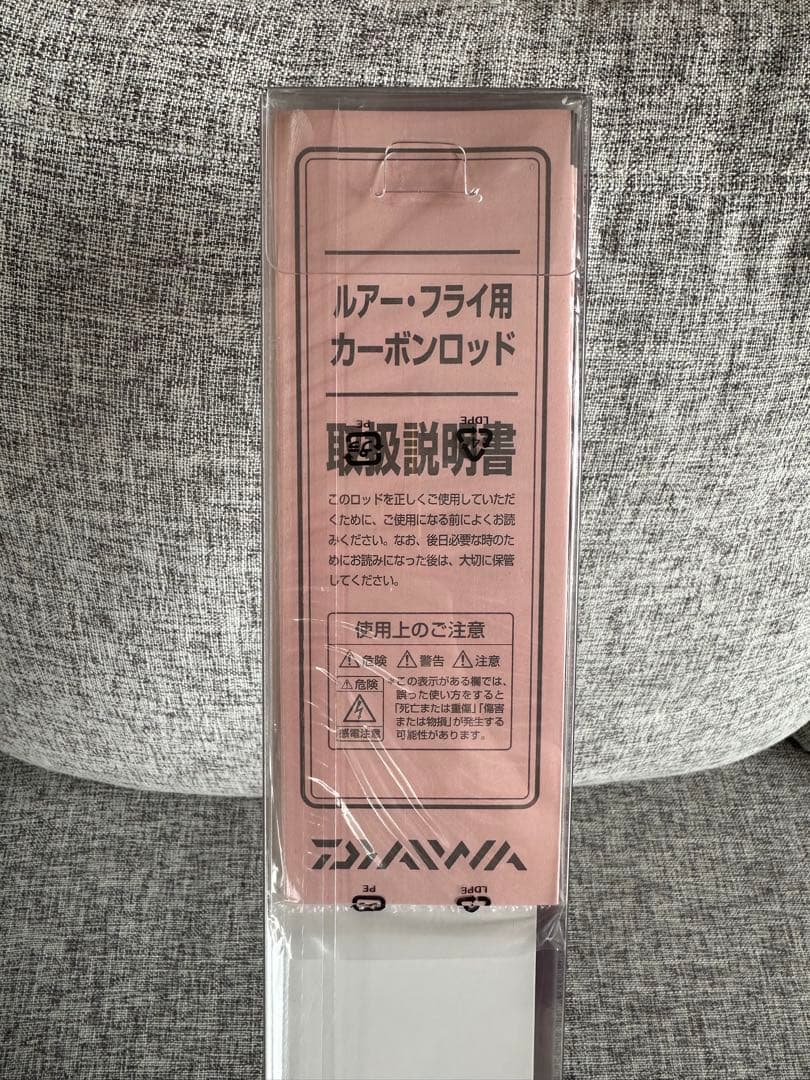 ルアー・フライ用
カーボンロッド
PE
LDPE
取扱説明書
このロッドを正しくご使用していただ
くために、ご使用になる前によくお読
みください。なお、後日必要な時のた
めにお読みになった後は、大切に保管
してください。
使用上のご注意
危険 警告 注意
危険
感電注意
この表示がある欄では、
誤った使い方をすると
「死亡または重傷」「傷害
または物損」が発生する
可能性があります。
DAIWA
PE
LDPE